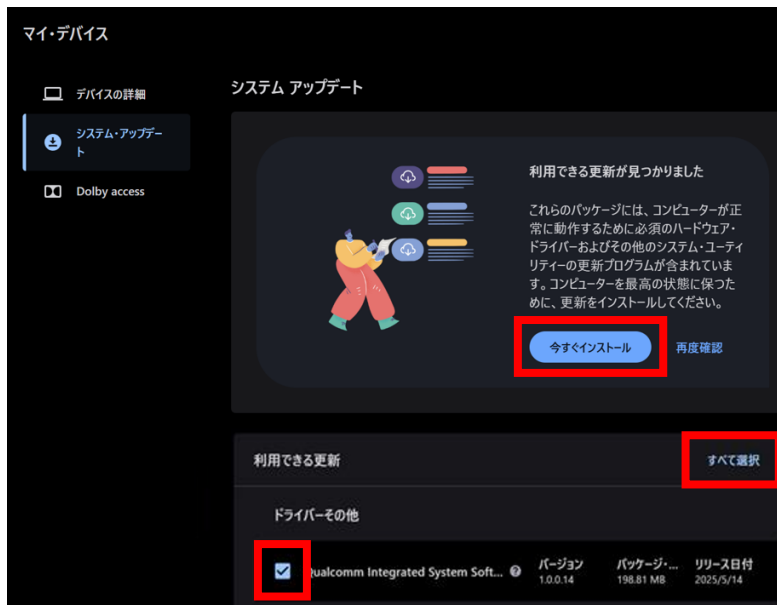 マイ・デバイス
デバイスの詳細
システム・アップデー
ト
Dolby access
システム アップデート
利用できる更新が見つかりました
これらのパッケージには、コンピューターが正
常に動作するために必須のハードウェア・
ドライバーおよびその他のシステム・ユーティ
リティーの更新プログラムが含まれていま
す。コンピューターを最高の状態に保つた
めに、更新をインストールしてください。
今すぐインストール
再度確認
利用できる更新
すべて選択
ドライバーその他
Qualcomm Integrated System Soft...
バージョン
1.0.0.14
パッケージ・...
198.81 MB
リリース日付
2025/5/14